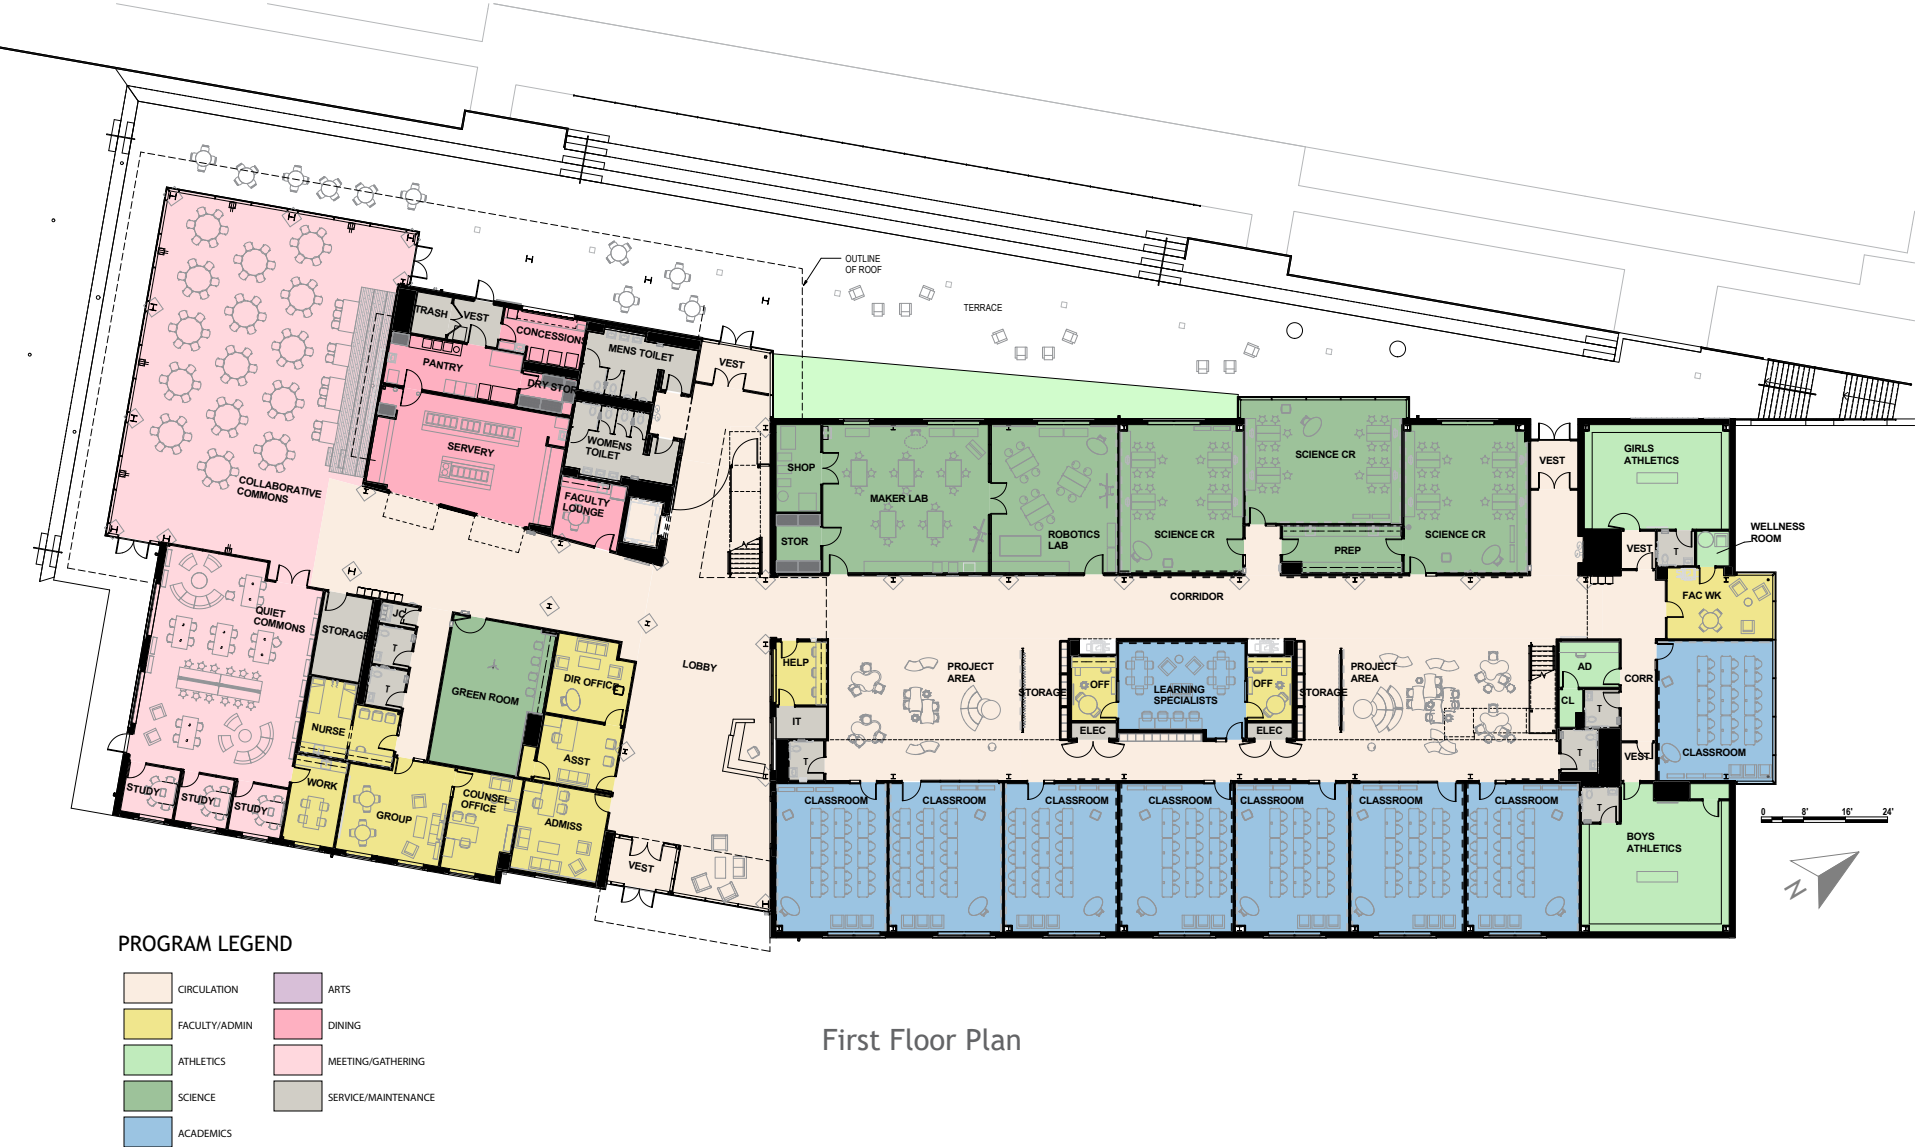 OUTLINE
OF ROOF
TERRACE
TRASH
VEST
CONCESSIONS
MENS TOILET
PANTRY
DRY STOR
VEST
SERVERY
WOMENS
TOILET
FACULTY
LOUNGE
COLLABORATIVE
COMMONS
SHOP
STOR
MAKER LAB
ROBOTICS
LAB
SCIENCE CR
SCIENCE CR
PREP
SCIENCE CR
VEST
GIRLS
ATHLETICS
WELLNESS
ROOM
VEST
T
FAC WK
CORRIDOR
QUIET
COMMONS
STORAGE
JC
T
T
GREEN ROOM
DIR OFFICE
LOBBY
HELP
IT
T
PROJECT
AREA
STORAGE
OFF
ELEC
LEARNING
SPECIALISTS
OFF
ELEC
STORAGE
PROJECT
AREA
AD
CL
T
T
CORR
VEST
CLASSROOM
NURSE
WORK
STUDY
STUDY
STUDY
GROUP
COUNSEL
OFFICE
ASST
ADMISS
VEST
CLASSROOM
CLASSROOM
CLASSROOM
CLASSROOM
CLASSROOM
CLASSROOM
CLASSROOM
T
BOYS
ATHLETICS
0 8' 16' 24'
N
PROGRAM LEGEND
CIRCULATION
FACULTY/ADMIN
ATHLETICS
SCIENCE
ACADEMICS
ARTS
DINING
MEETING/GATHERING
SERVICE/MAINTENANCE
First Floor Plan